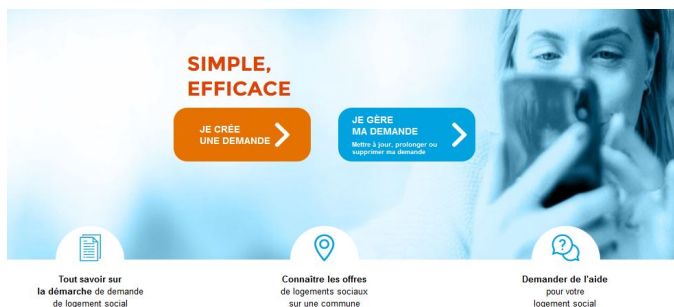 SIMPLE,
EFFICACE
JE CRÉE
UNE DEMANDE
JE GÈRE
MA DEMANDE
Mettre à jour, prolonger ou
supprimer ma demande
Tout savoir sur
la démarche de demande
de logement social
Connaître les offres
de logements sociaux
sur une commune
Demander de l'aide
pour votre
logement social